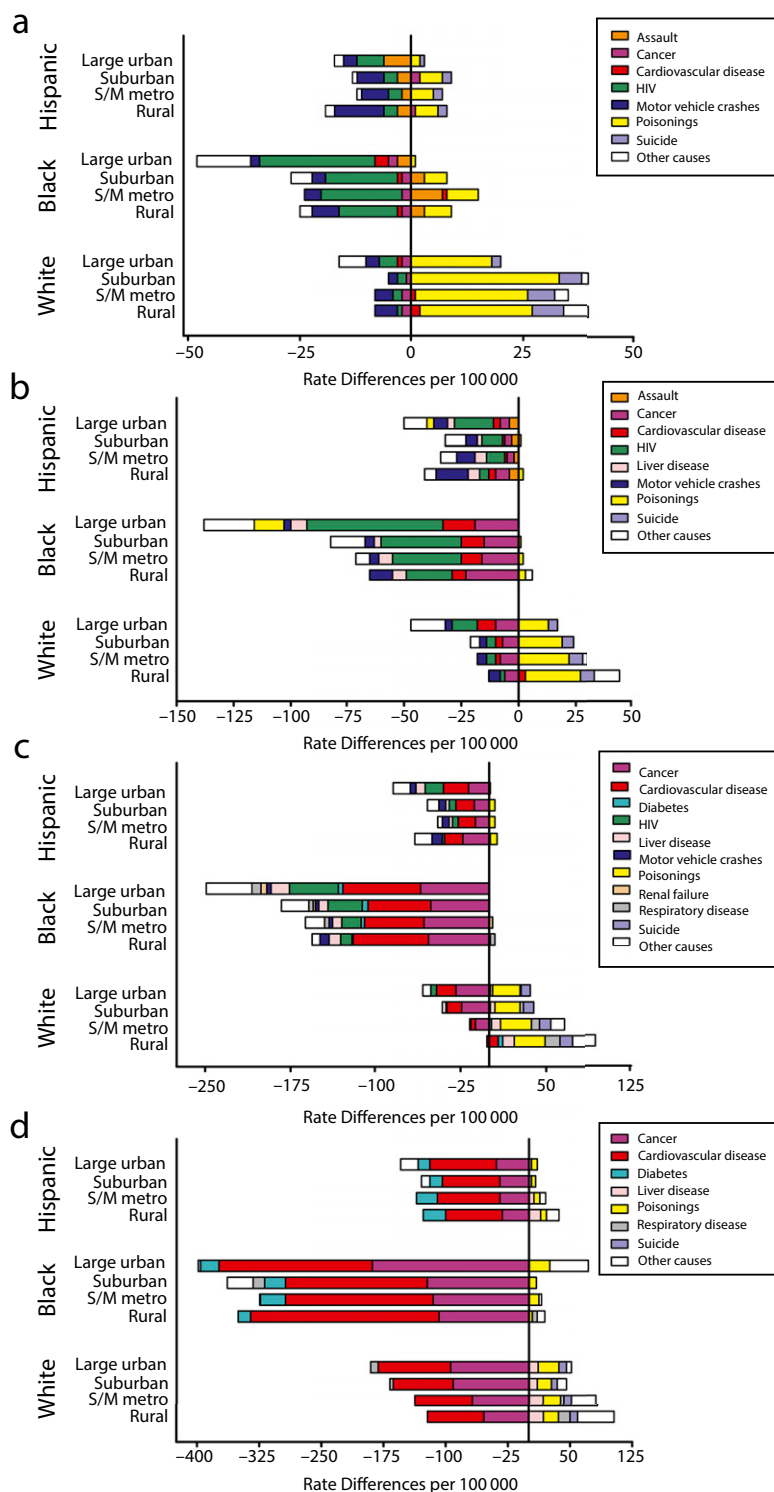 a
Hispanic
Large urban
Suburban
S/M metro
Rural
Black
Large urban
Suburban
S/M metro
Rural
White
Large urban
Suburban
S/M metro
Rural
−50
−25
0
25
50
Rate Differences per 100 000
Assault
Cancer
Cardiovascular disease
HIV
Motor vehicle crashes
Poisonings
Suicide
Other causes
b
Hispanic
Large urban
Suburban
S/M metro
Rural
Black
Large urban
Suburban
S/M metro
Rural
White
Large urban
Suburban
S/M metro
Rural
−150
−125
−100
−75
−50
−25
0
25
50
Rate Differences per 100 000
Assault
Cancer
Cardiovascular disease
HIV
Liver disease
Motor vehicle crashes
Poisonings
Suicide
Other causes
c
Hispanic
Large urban
Suburban
S/M metro
Rural
Black
Large urban
Suburban
S/M metro
Rural
White
Large urban
Suburban
S/M metro
Rural
−250
−175
−100
−25
50
125
Rate Differences per 100 000
Cancer
Cardiovascular disease
Diabetes
HIV
Liver disease
Motor vehicle crashes
Poisonings
Renal failure
Respiratory disease
Suicide
Other causes
d
Hispanic
Large urban
Suburban
S/M metro
Rural
Black
Large urban
Suburban
S/M metro
Rural
White
Large urban
Suburban
S/M metro
Rural
−400
−325
−250
−175
−100
−25
50
125
Rate Differences per 100 000
Cancer
Cardiovascular disease
Diabetes
Liver disease
Poisonings
Respiratory disease
Suicide
Other causes